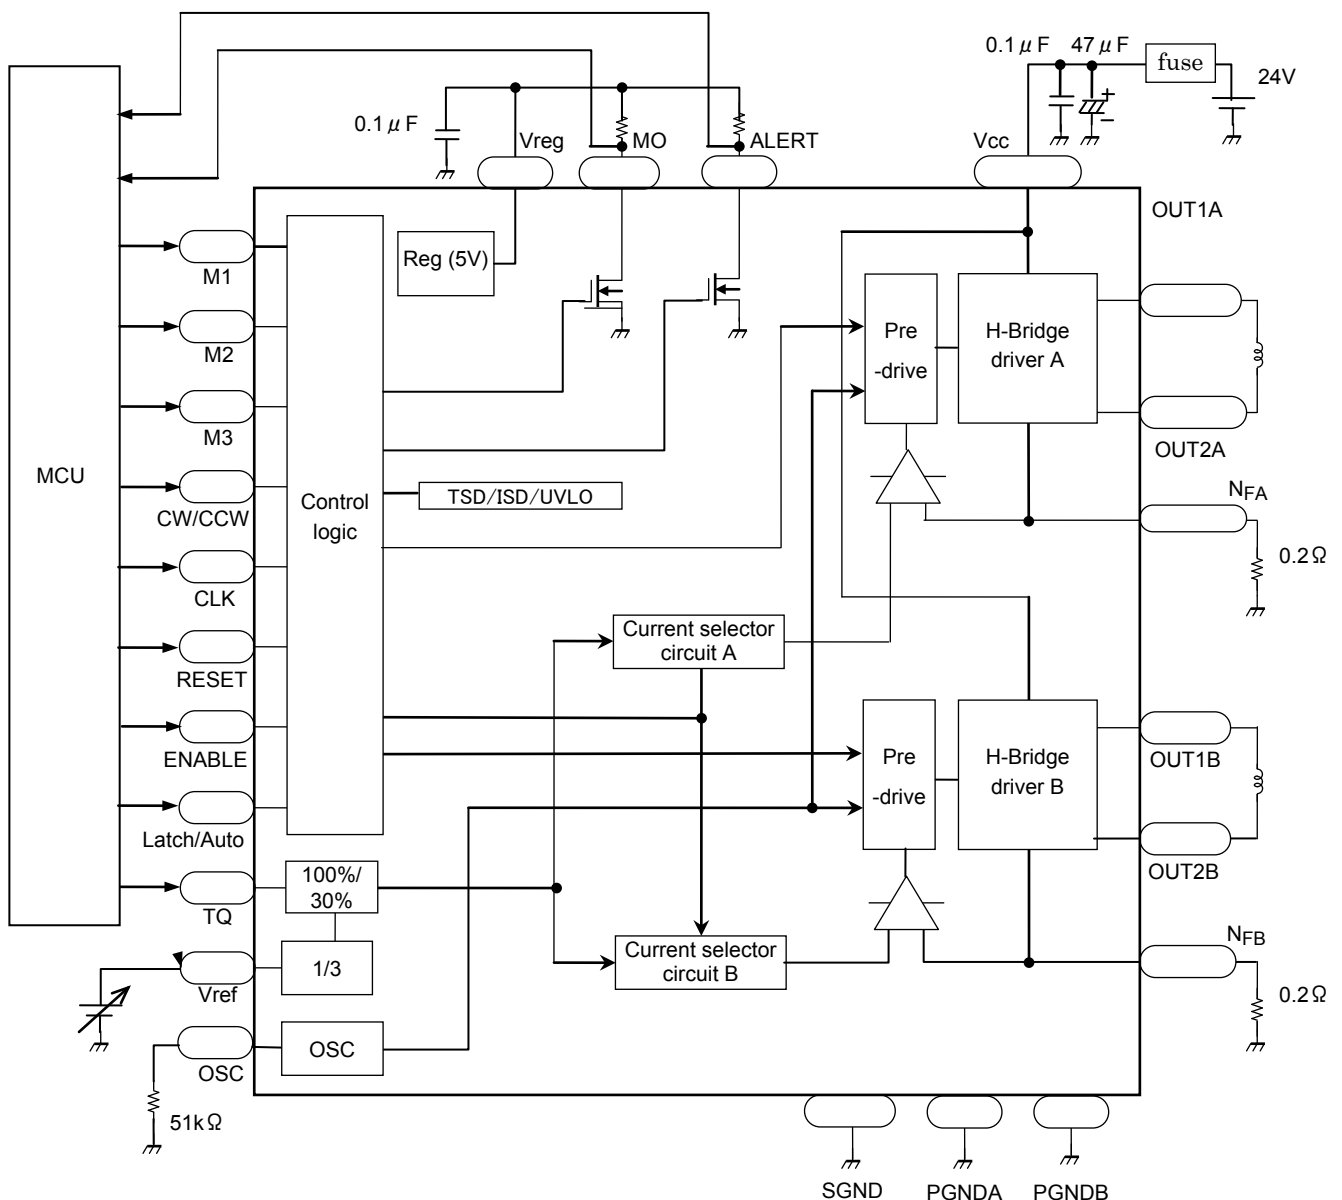 0.1μF
47μF
fuse
24V
0.1μF
Vreg
MO
ALERT
Vcc
OUT1A
MCU
M1
M2
M3
CW/CCW
CLK
RESET
ENABLE
Latch/Auto
TQ
Vref
OSC
51kΩ
Control
logic
Reg (5V)
TSD/ISD/UVLO
Pre
-drive
H-Bridge
driver A
OUT2A
NFA
0.2Ω
Current selector
circuit A
Pre
-drive
H-Bridge
driver B
OUT1B
OUT2B
100%/
30%
1/3
OSC
Current selector
circuit B
NFB
0.2Ω
SGND
PGNDA
PGNDB